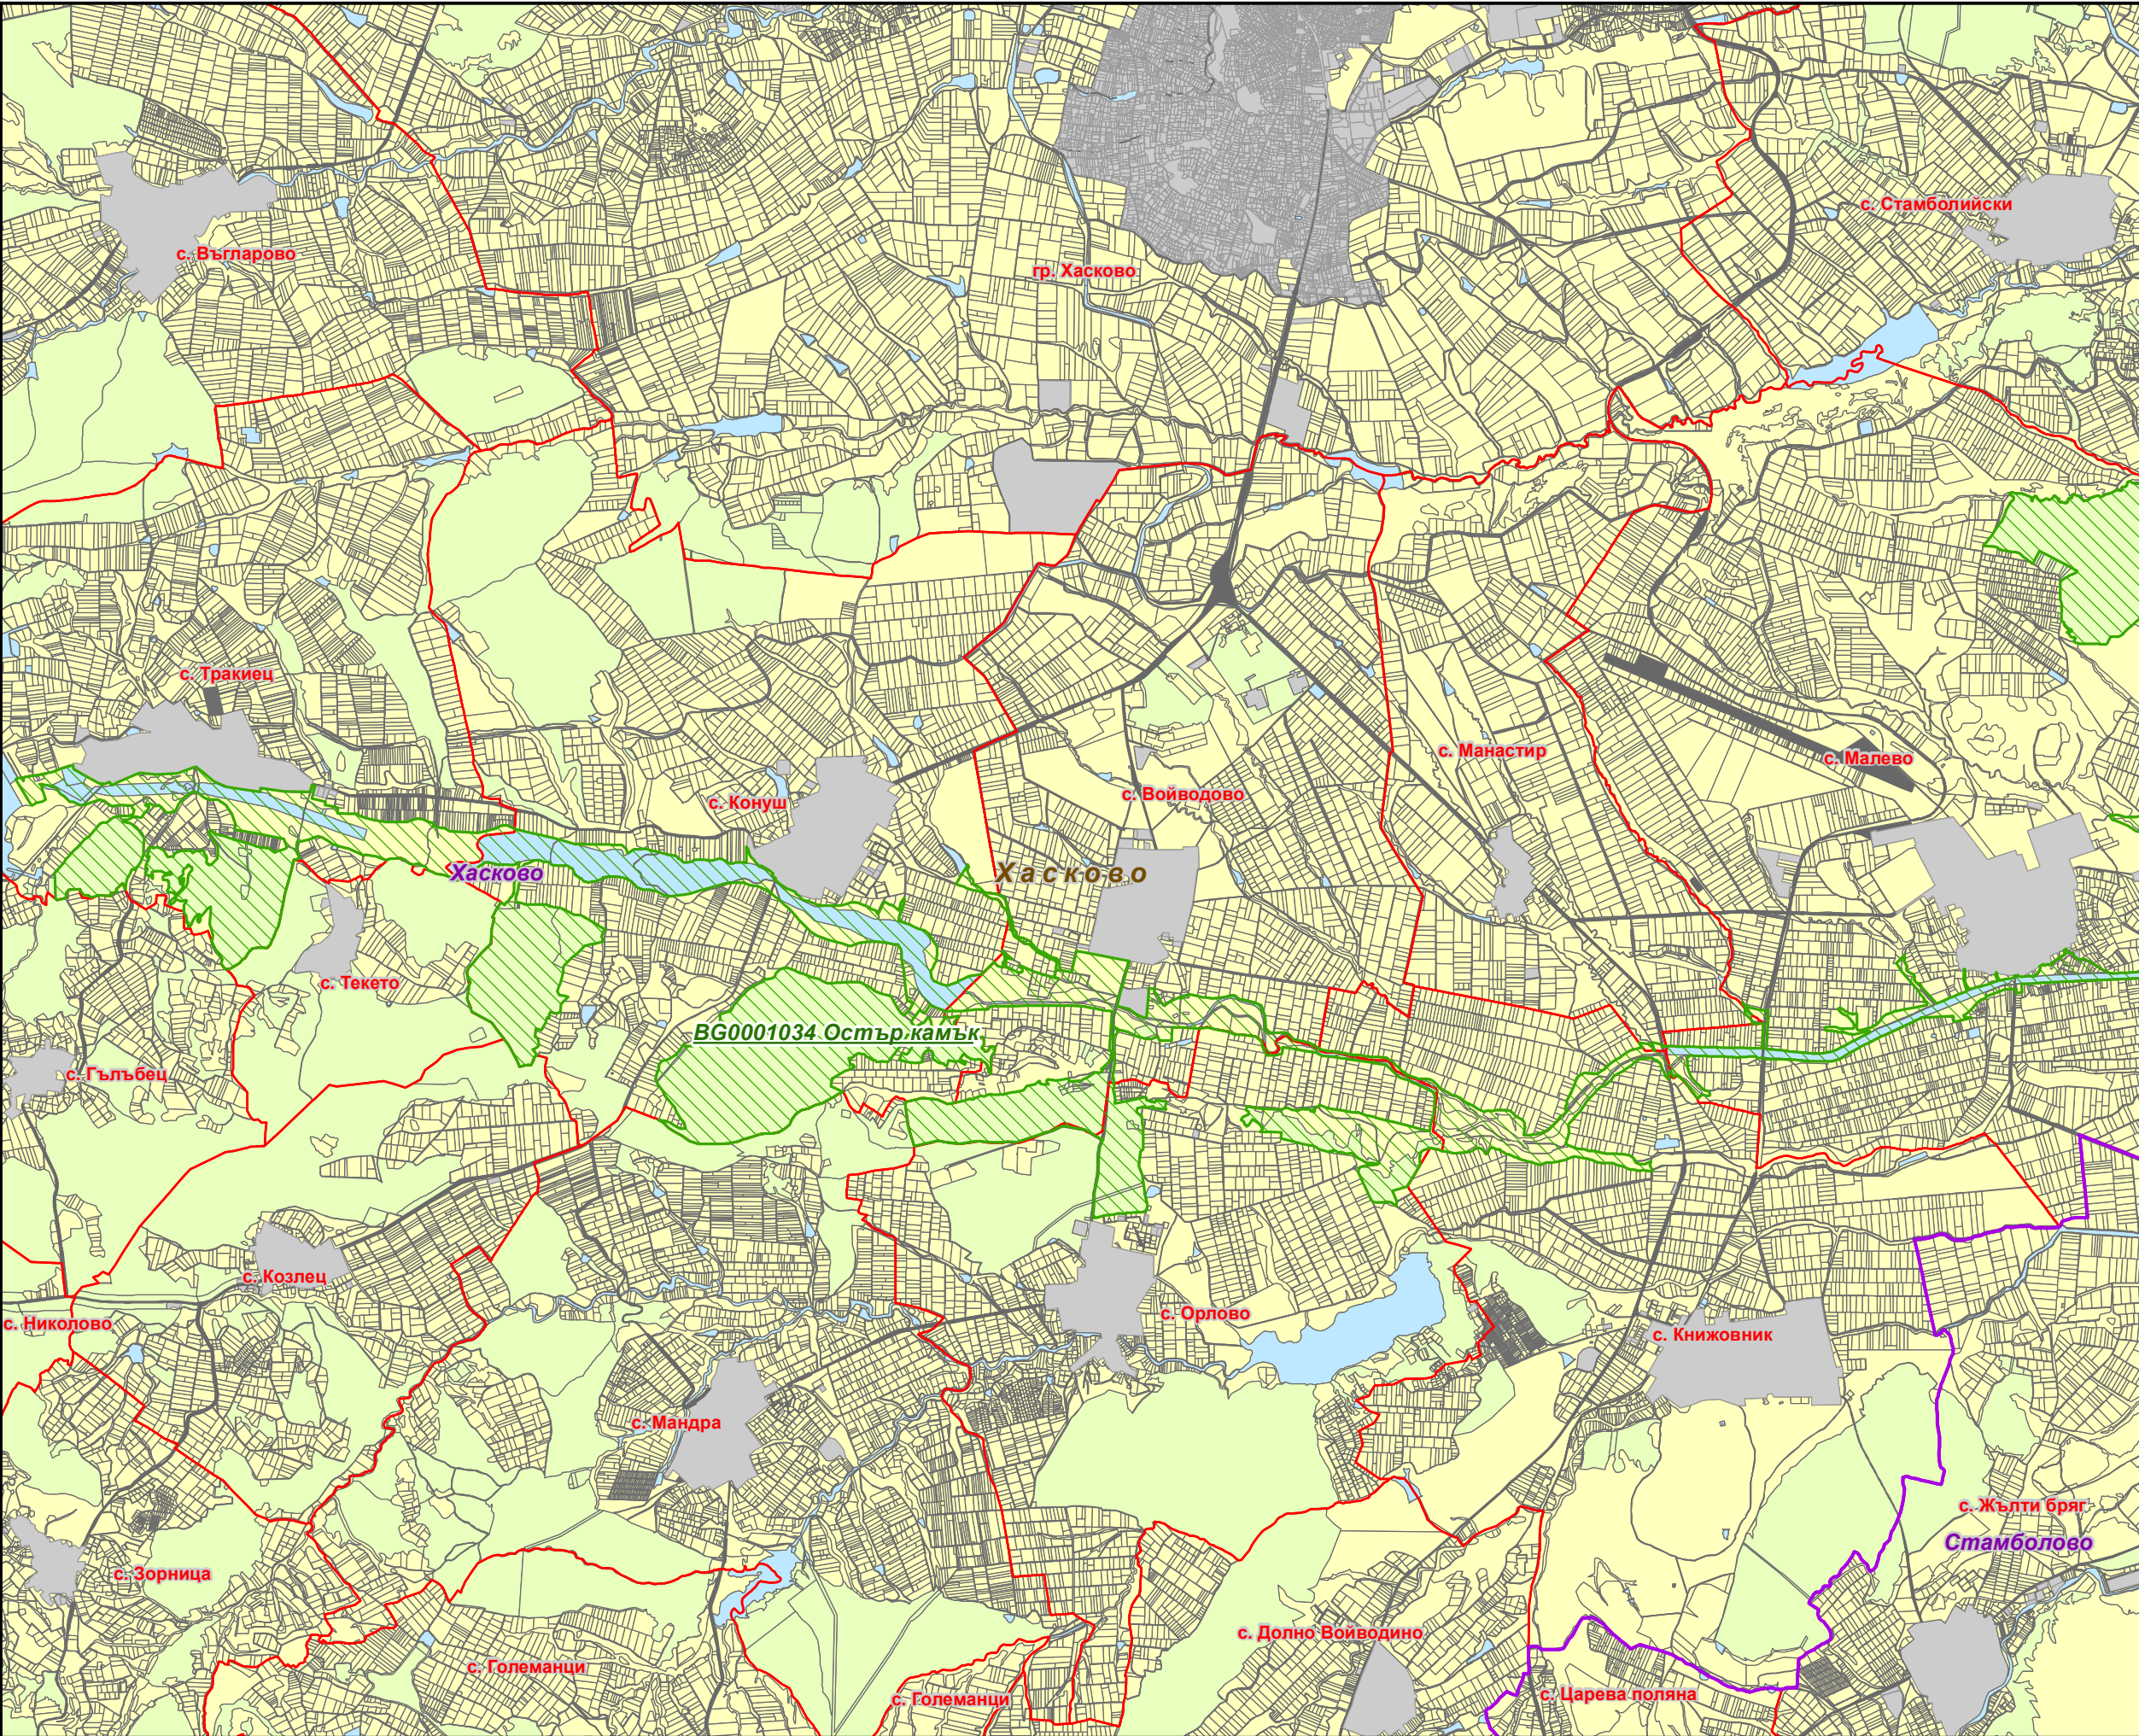 с. Стамболийски
с. Въгларово
гр. Хасково
с. Тракиец
с. Манастир
с. Малево
с. Конуш
с. Войводово
Хасково
Хасково
с. Текето
BG0001034 Остър камък
с. Гълъбец
с. Козлец
с. Николово
с. Орлово
с. Книжовник
с. Мандра
с. Жълти бряг
Стамболово
с. Зорница
с. Долно Войводино
с. Големанци
с. Големанци
с. Царева поляна